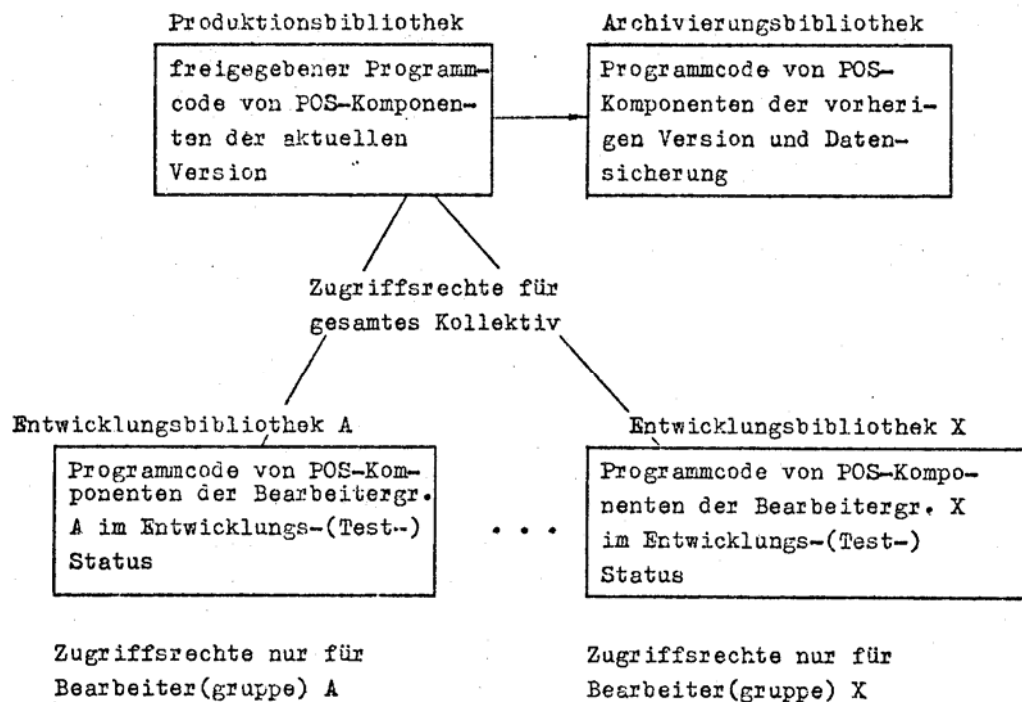 Produktionsbibliothek
freigegebener Programm-
code von POS-Komponen-
ten der aktuellen
Version
Archivierungsbibliothek
Programmcode von POS-
Komponenten der vorheri-
gen Version und Daten-
sicherung
Zugriffsrechte für
gesamtes Kollektiv
Entwicklungsbibliothek A
Programmcode von POS-Kom-
ponenten der Bearbeitergr.
A im Entwicklungs-(Test-)
Status
Zugriffsrechte nur für
Bearbeiter(gruppe) A
. . .
Entwicklungsbibliothek X
Programmcode von POS-Kompo-
nenten der Bearbeitergr. X
im Entwicklungs-(Test-)
Status
Zugriffsrechte nur für
Bearbeiter(gruppe) X